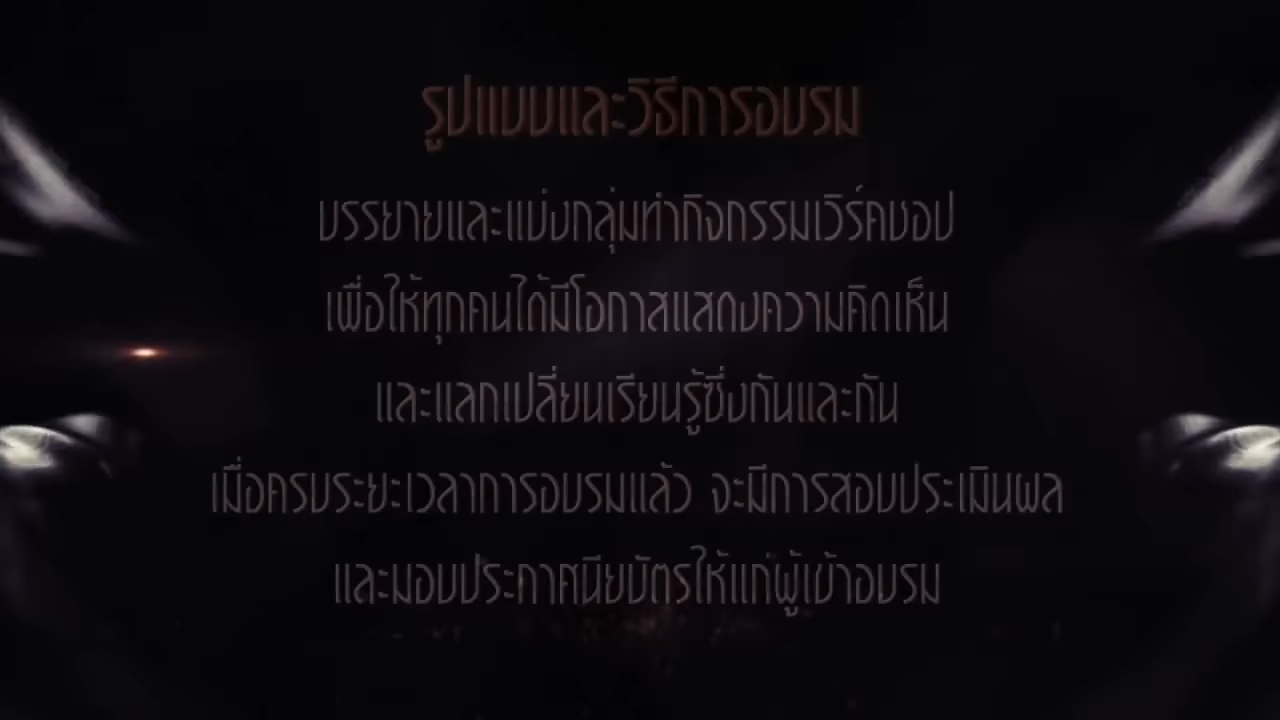 รูปแบบและวิธีการอบรม
บรรยายและแบ่งกลุ่มทำกิจกรรมเวิร์คชอป
เพื่อให้ทุกคนได้มีโอกาสแสดงความคิดเห็น
และแลกเปลี่ยนเรียนรู้ซึ่งกันและกัน
เมื่อครบระยะเวลาการอบรมแล้ว จะมีการสอบประเมินผล
และมอบประกาศนียบัตรให้แก่ผู้เข้าอบรม